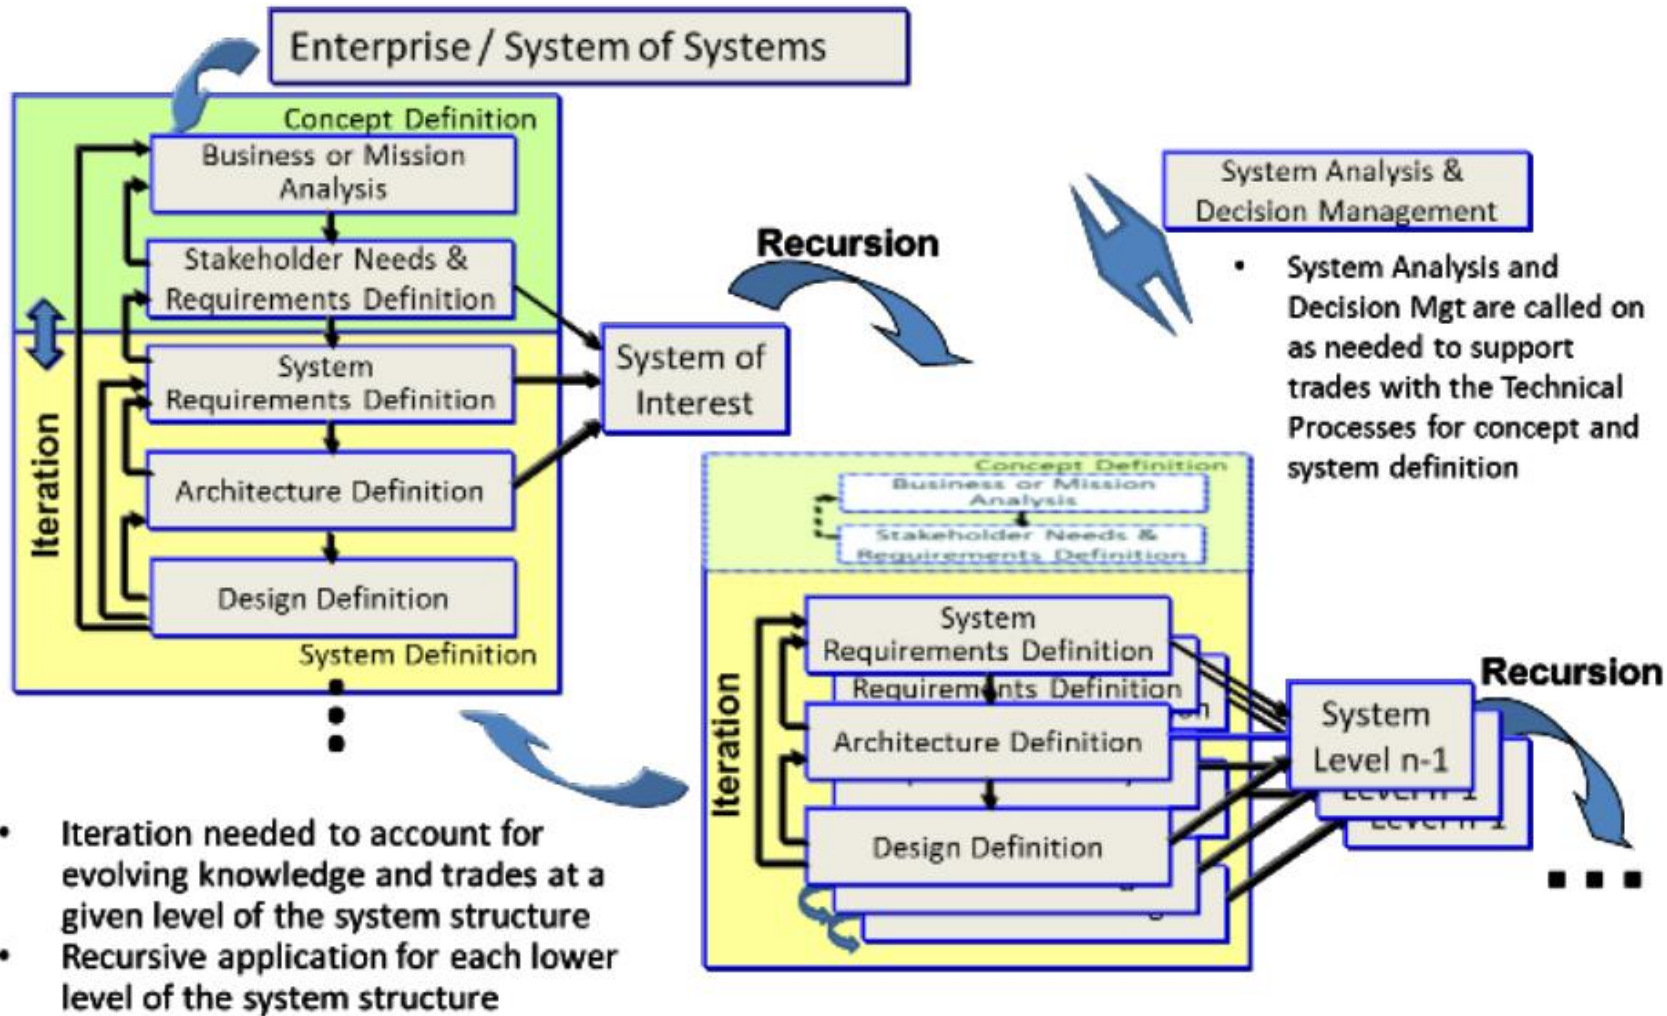 Enterprise / System of Systems
Concept Definition
Business or Mission
Analysis
Stakeholder Needs &
Requirements Definition
System
Requirements Definition
Architecture Definition
Design Definition
System Definition
Iteration
System of
Interest
Recursion
System Analysis &
Decision Management
• System Analysis and
Decision Mgt are called on
as needed to support
trades with the Technical
Processes for concept and
system definition
Concept Definition
Business or Mission
Analysis
Stakeholder Needs &
Requirements Definition
System
Requirements Definition
Requirements Definition
Architecture Definition
Design Definition
Iteration
System
Level n-1
Level n-1
Level n-1
Recursion
• Iteration needed to account for
evolving knowledge and trades at a
given level of the system structure
• Recursive application for each lower
level of the system structure